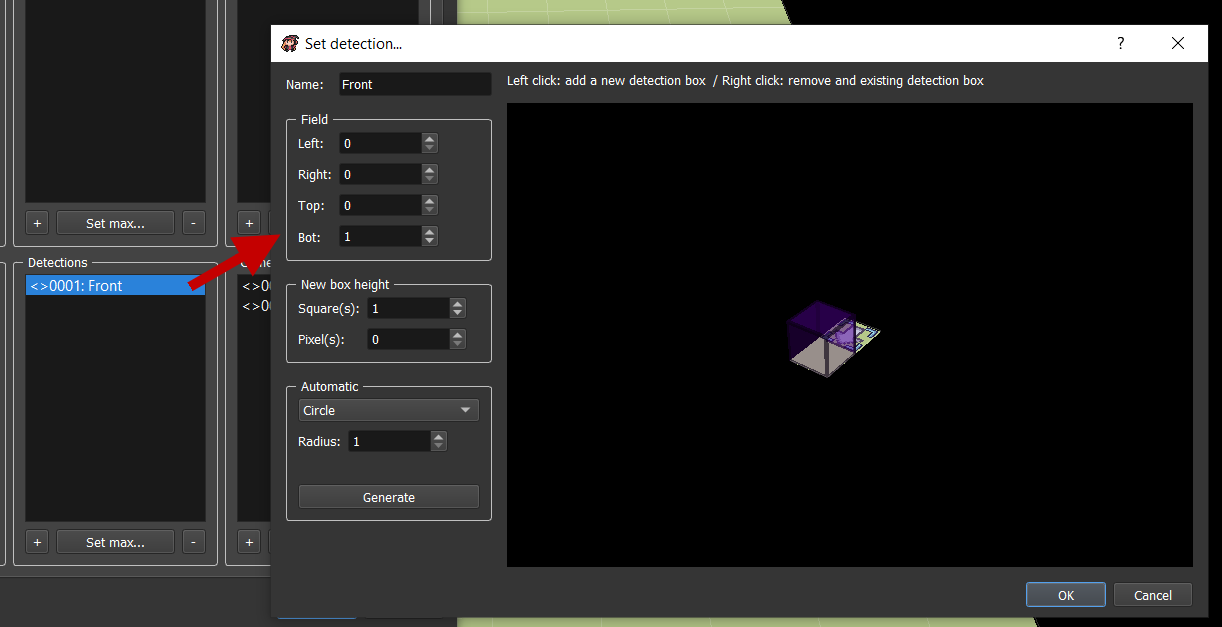 Set detection...
?
Name: Front
Left click: add a new detection box / Right click: remove and existing detection box
Field
Left: 0
Right: 0
Top: 0
Bot: 1
New box height
Square(s): 1
Pixel(s): 0
Automatic
Circle
Radius: 1
Generate
OK
Cancel
+ Set max... -
+
Detections
<>0001: Front
<>00
<>00
+ Set max... -
+